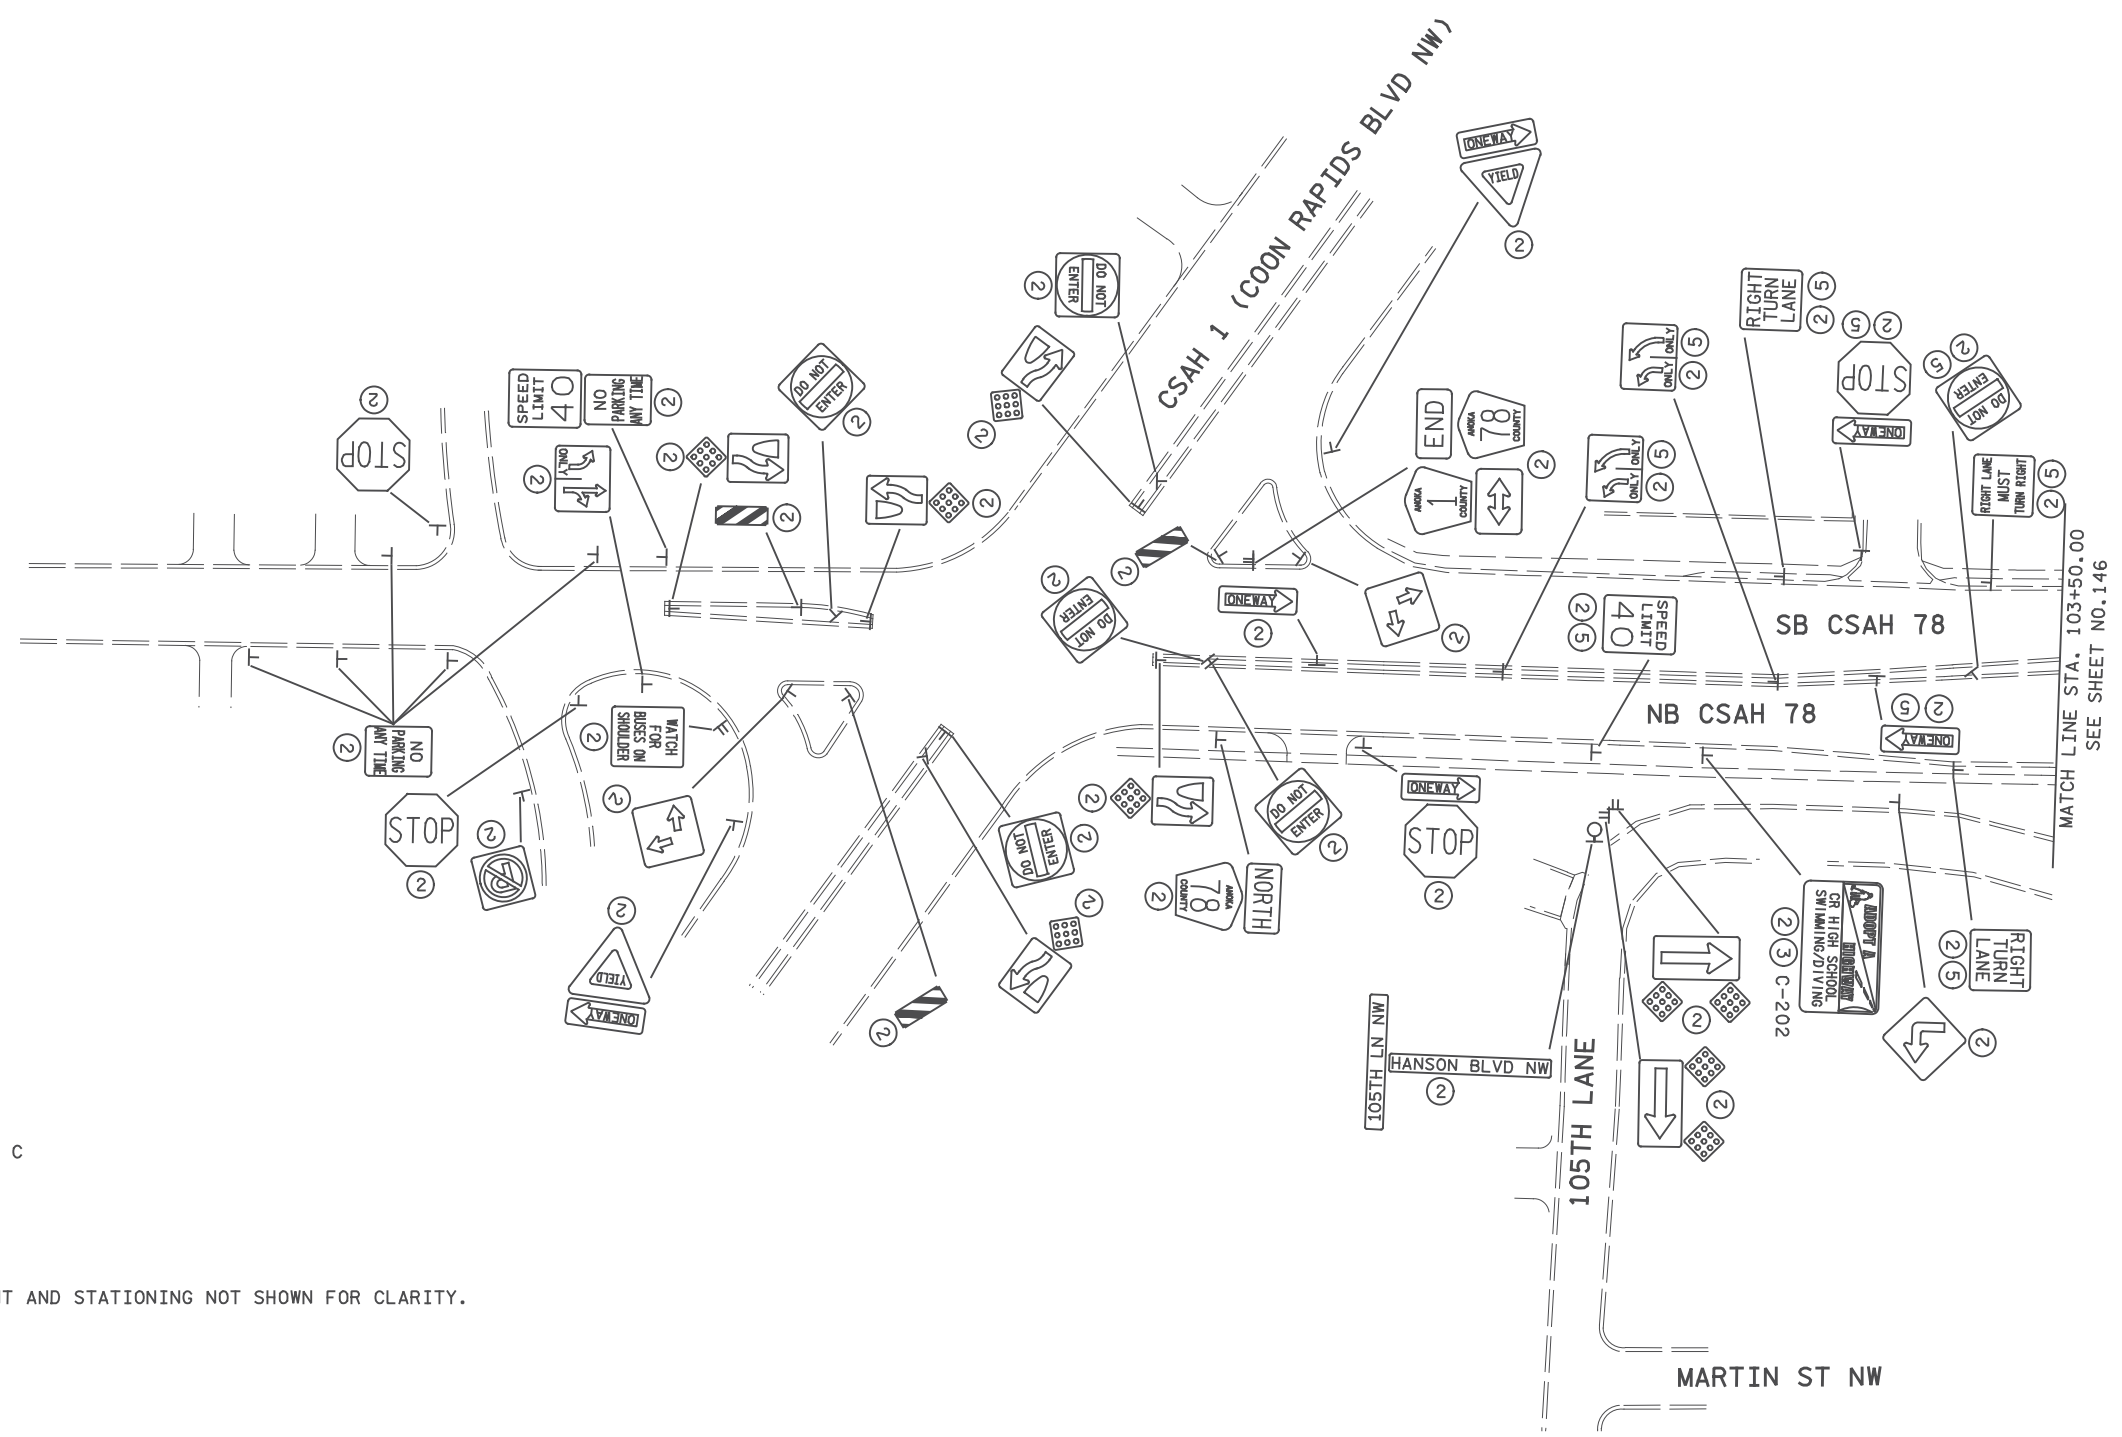 CSAH 1 (COON RAPIDS BLVD NW)
ONEWAY
YIELD
2
DO NOT
ENTER
2
2
RIGHT
TURN
LANE
5
2
ONLY
ONLY
5
2
2
5
STOP
ONEWAY
2
5
DO NOT
ENTER
RIGHT LANE
MUST
TURN RIGHT
5
2
SPEED
LIMIT
40
NO
PARKING
ANY TIME
2
STOP
2
ONLY
2
2
2
DO NOT
ENTER
2
2
END
ANOKA
78
COUNTY
ANOKA
1
COUNTY
2
ONLY
ONLY
5
2
2
DO NOT
ENTER
2
ONEWAY
2
2
SPEED
LIMIT
40
2
5
SB CSAH 78
NB CSAH 78
MATCH LINE STA. 103+50.00
SEE SHEET NO.146
2
5
ONEWAY
NO
PARKING
ANY TIME
2
STOP
2
2
P
WATCH
FOR
BUSES ON
SHOULDER
2
2
2
YIELD
ONEWAY
DO NOT
ENTER
2
2
2
2
NORTH
ANOKA
78
COUNTY
2
DO NOT
ENTER
2
ONEWAY
STOP
2
2
2
ADOPT A
HIGHWAY
CR HIGH SCHOOL
SWIMMING/DIVING
2
3
C-202
RIGHT
TURN
LANE
2
5
2
105TH LN NW
HANSON BLVD NW
2
105TH LANE
MARTIN ST NW
C
T AND STATIONING NOT SHOWN FOR CLARITY.